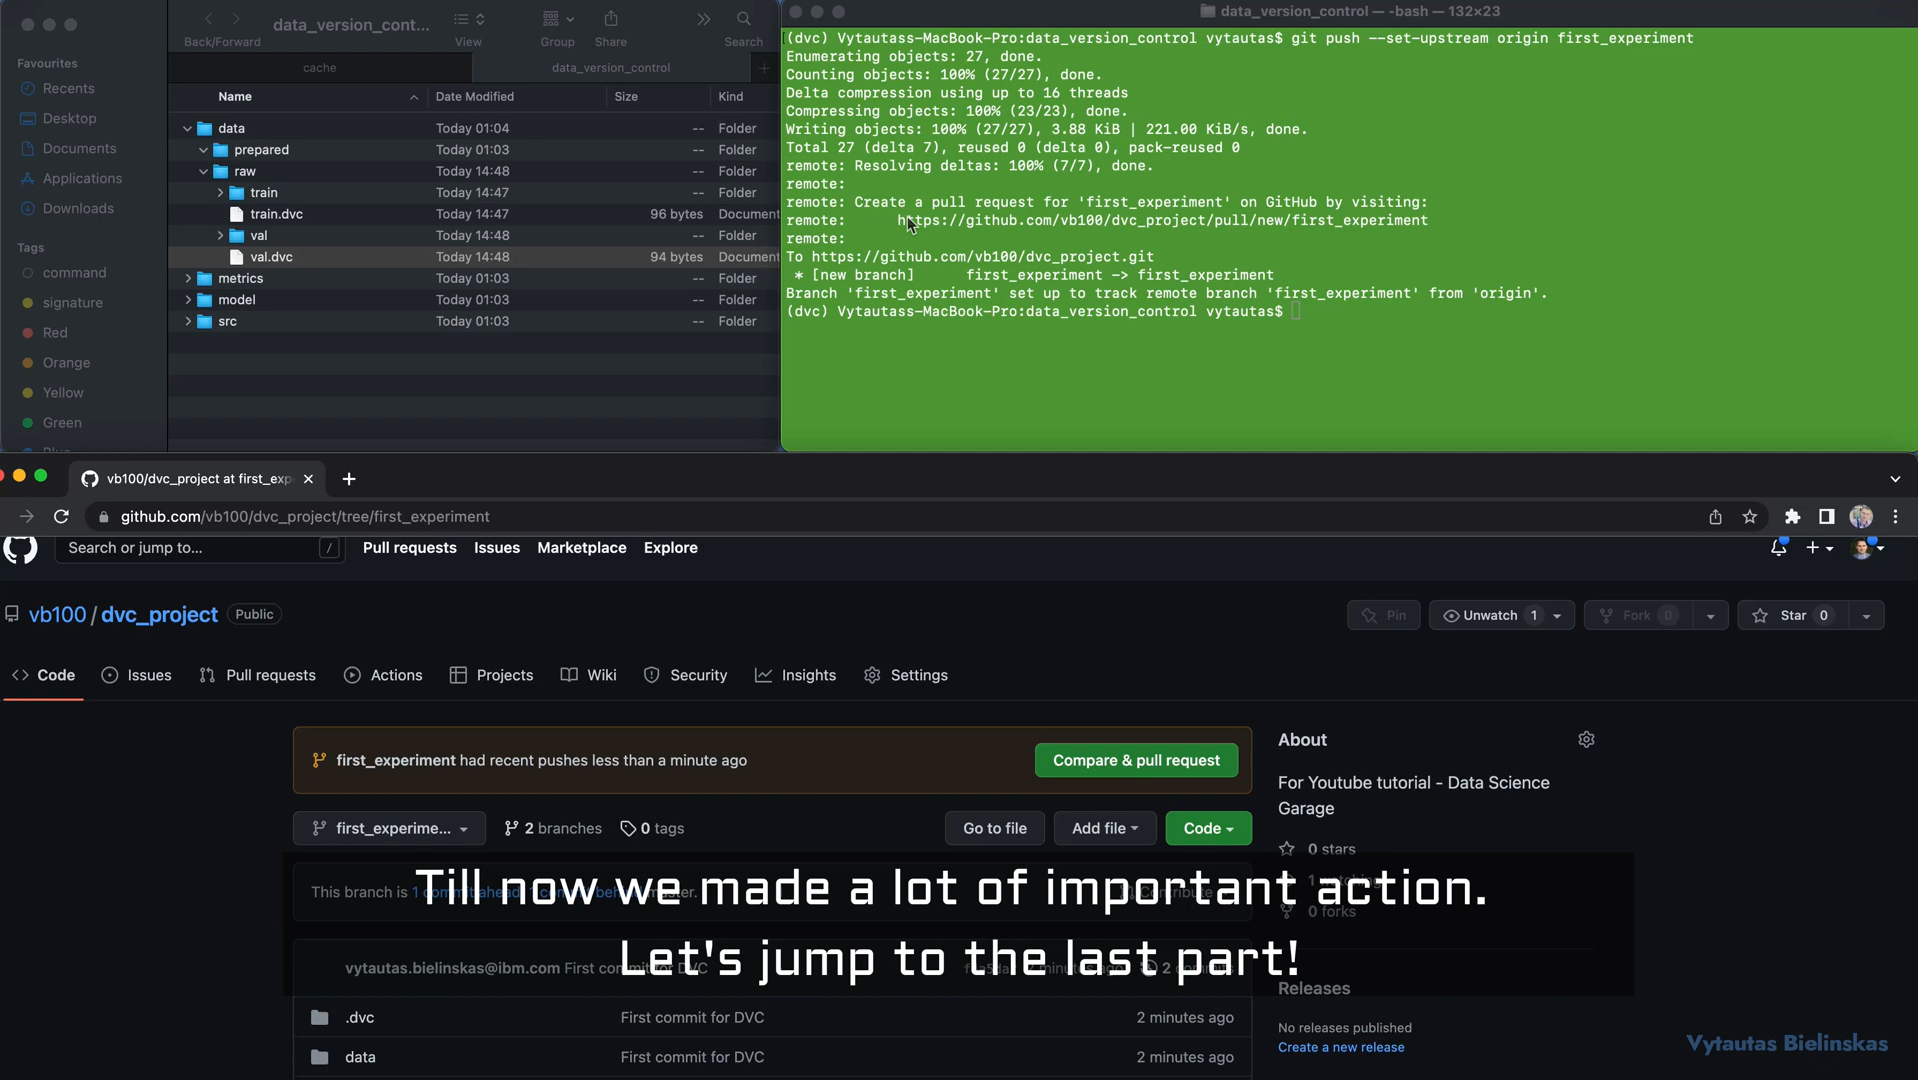 data_version_cont...
Back/Forward
View
Group
Share
Search
Favourites
Recents
Desktop
Documents
Applications
Downloads
Tags
command
signature
Red
Orange
Yellow
Green
cache
data_version_control
Name Date Modified Size Kind
data Today 01:04 -- Folder
prepared Today 01:03 -- Folder
raw Today 14:48 -- Folder
train Today 14:47 -- Folder
train.dvc Today 14:47 96 bytes Document
val Today 14:48 -- Folder
val.dvc Today 14:48 94 bytes Document
metrics Today 01:03 -- Folder
model Today 01:03 -- Folder
src Today 01:03 -- Folder
data_version_control — -bash — 132×23
(dvc) Vytautass-MacBook-Pro:data_version_control vytautas$ git push --set-upstream origin first_experiment
Enumerating objects: 27, done.
Counting objects: 100% (27/27), done.
Delta compression using up to 16 threads
Compressing objects: 100% (23/23), done.
Writing objects: 100% (27/27), 3.88 KiB | 221.00 KiB/s, done.
Total 27 (delta 7), reused 0 (delta 0), pack-reused 0
remote: Resolving deltas: 100% (7/7), done.
remote:
remote: Create a pull request for 'first_experiment' on GitHub by visiting:
remote: https://github.com/vb100/dvc_project/pull/new/first_experiment
remote:
To https://github.com/vb100/dvc_project.git
* [new branch] first_experiment -> first_experiment
Branch 'first_experiment' set up to track remote branch 'first_experiment' from 'origin'.
(dvc) Vytautass-MacBook-Pro:data_version_control vytautas$
vb100/dvc_project at first_exp
github.com/vb100/dvc_project/tree/first_experiment
Search or jump to... /
Pull requests Issues Marketplace Explore
vb100 / dvc_project Public
Pin
Unwatch 1
Fork 0
Star 0
Code
Issues
Pull requests
Actions
Projects
Wiki
Security
Insights
Settings
first_experiment had recent pushes less than a minute ago
Compare & pull request
first_experime...
2 branches
0 tags
Go to file
Add file
Code
About
For Youtube tutorial - Data Science
Garage
0 stars
0 forks
This branch is 1 commit ahead, 1 commit behind master.
Contribute
Till now we made a lot of important action.
Let's jump to the last part!
vytautas.bielinskas@ibm.com First commit for DVC
.dvc First commit for DVC 2 minutes ago
data First commit for DVC 2 minutes ago
Releases
No releases published
Create a new release
Vytautas Bielinskas